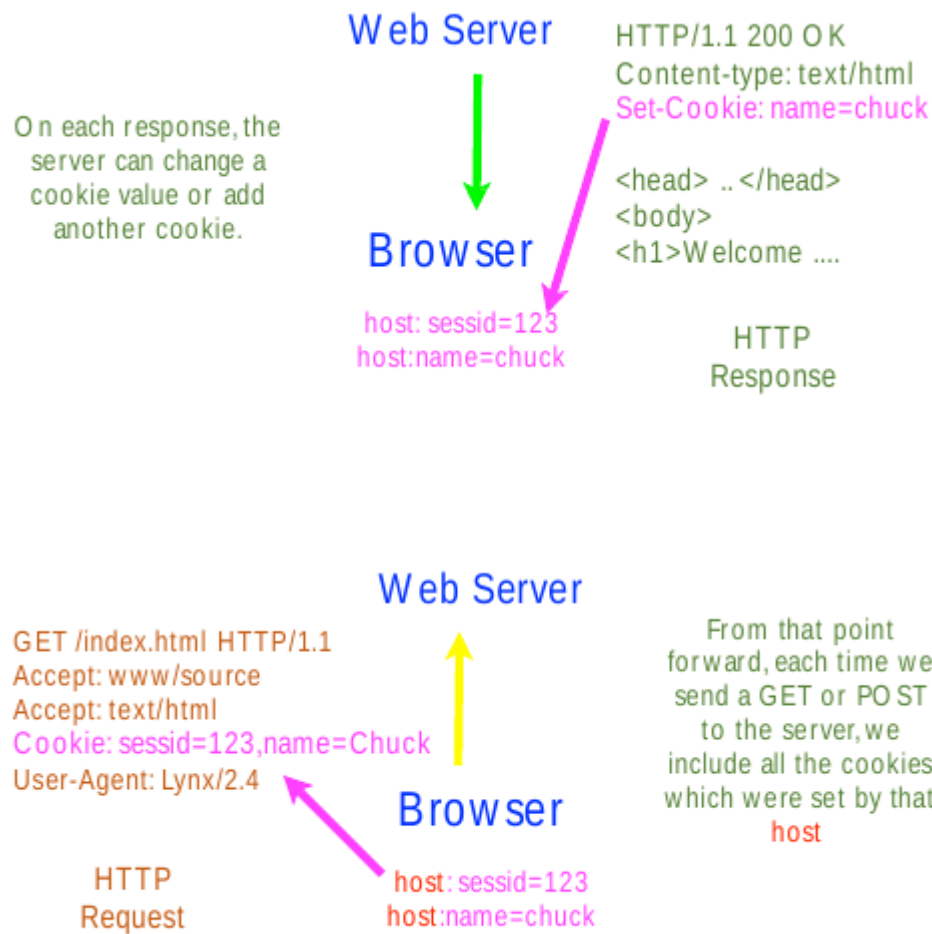 Web Server
HTTP/1.1 200 OK
Content-type: text/html
Set-Cookie: name=chuck
<head> .. </head>
<body>
<h1>Welcome ....
On each response, the
server can change a
cookie value or add
another cookie.
Browser
host: sessid=123
host:name=chuck
HTTP
Response
Web Server
GET /index.html HTTP/1.1
Accept: www/source
Accept: text/html
Cookie: sessid=123,name=Chuck
User-Agent: Lynx/2.4
From that point
forward, each time we
send a GET or POST
to the server, we
include all the cookies
which were set by that
host
Browser
host: sessid=123
host:name=chuck
HTTP
Request